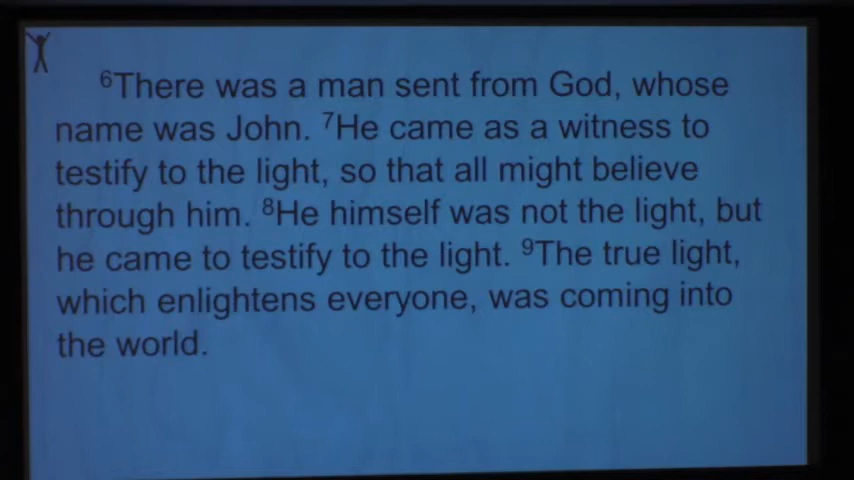 ⁶There was a man sent from God, whose
name was John. ⁷He came as a witness to
testify to the light, so that all might believe
through him. ⁸He himself was not the light, but
he came to testify to the light. ⁹The true light,
which enlightens everyone, was coming into
the world.